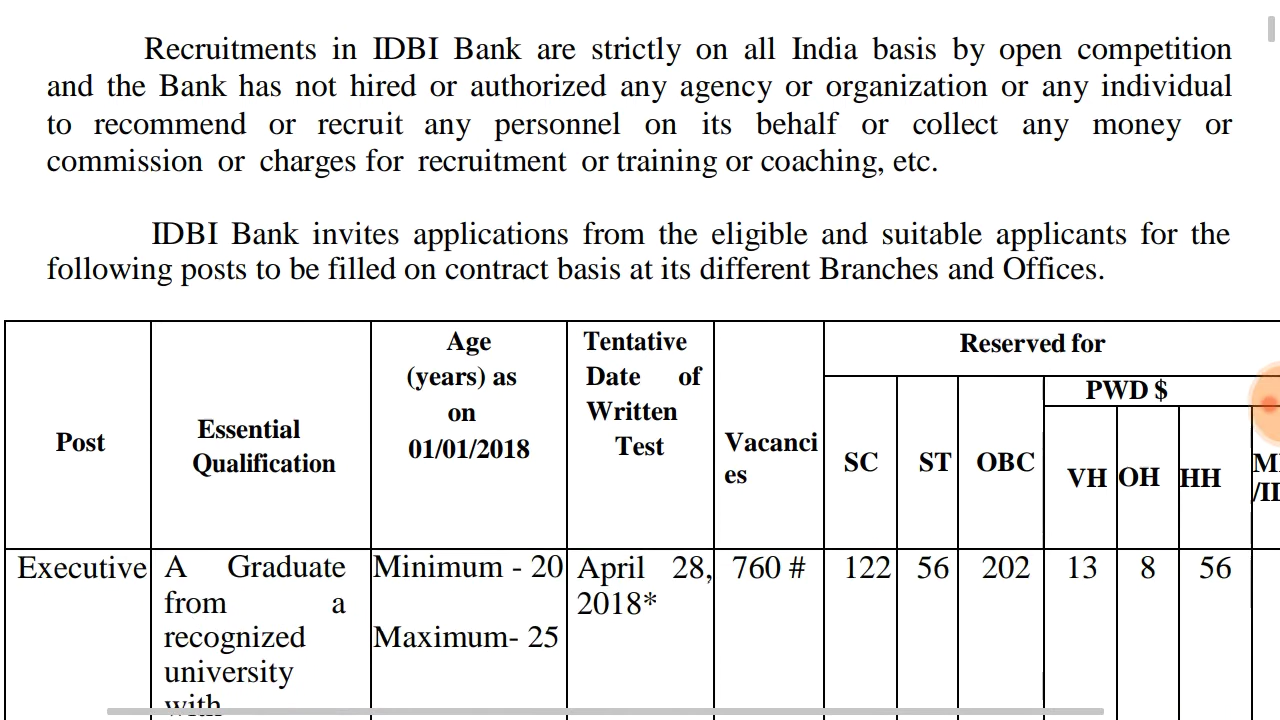 Recruitments in IDBI Bank are strictly on all India basis by open competition
and the Bank has not hired or authorized any agency or organization or any individual
to recommend or recruit any personnel on its behalf or collect any money or
commission or charges for recruitment or training or coaching, etc.
IDBI Bank invites applications from the eligible and suitable applicants for the
following posts to be filled on contract basis at its different Branches and Offices.
Post
Essential
Qualification
Age
(years) as
on
01/01/2018
Tentative
Date of
Written
Test
Vacanci
es
Reserved for
SC
ST
OBC
PWD $
VH
OH
HH
Executive
A Graduate
from a
recognized
university
with
Minimum - 20
Maximum- 25
April 28,
2018*
760 #
122
56
202
13
8
56